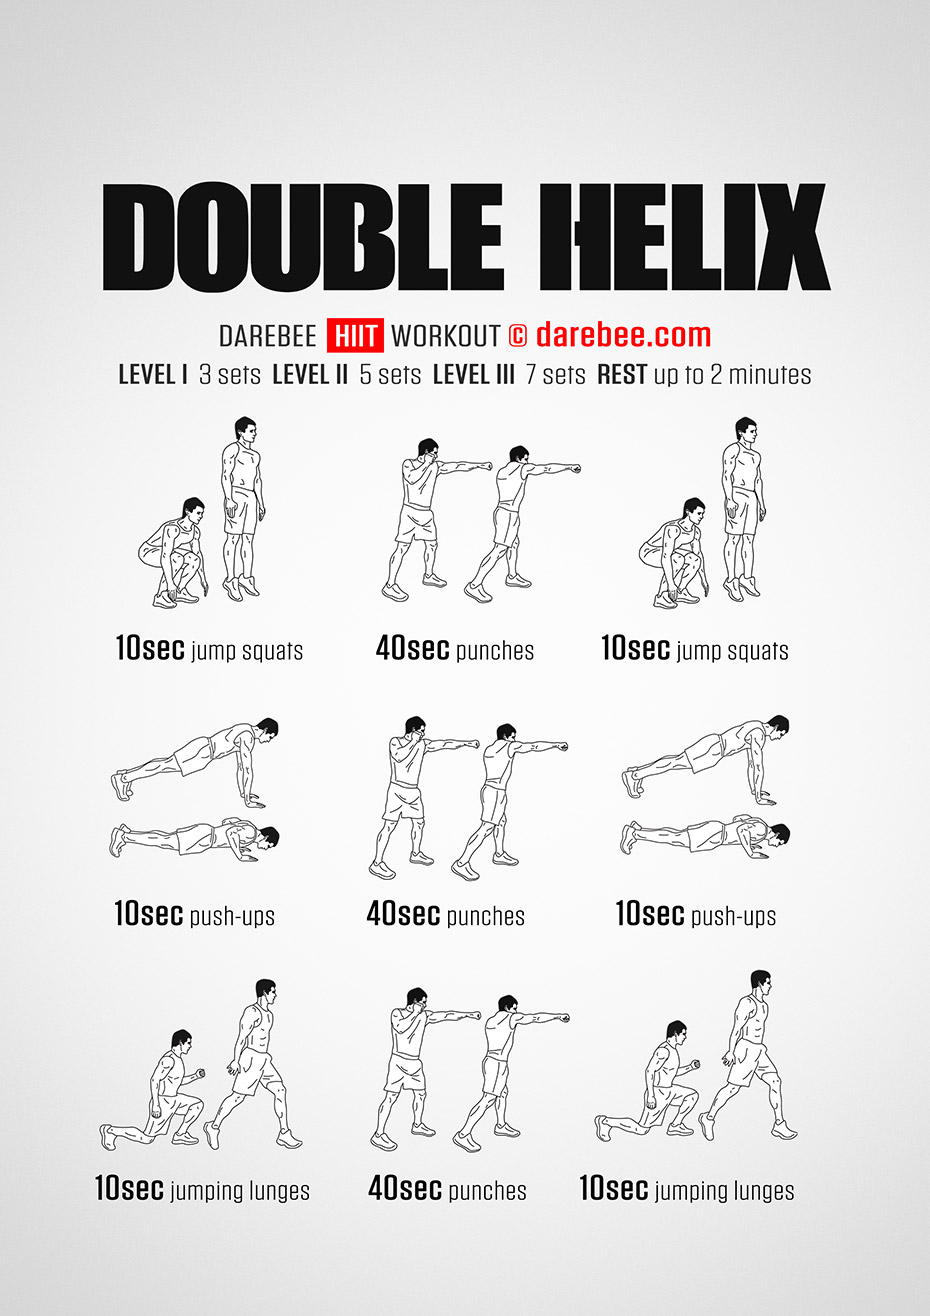 DOUBLE HELIX
DAREBEE HIIT WORKOUT © darebee.com
LEVEL I 3 sets LEVEL II 5 sets LEVEL III 7 sets REST up to 2 minutes
10sec jump squats 40sec punches 10sec jump squats
10sec push-ups 40sec punches 10sec push-ups
10sec jumping lunges 40sec punches 10sec jumping lunges